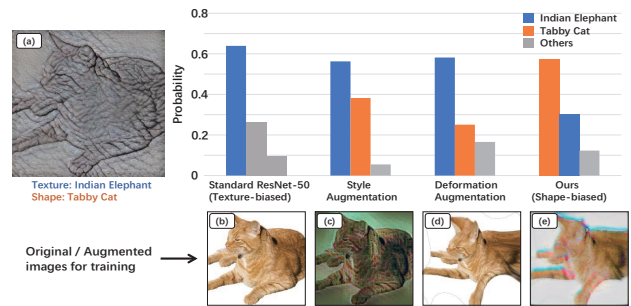 (a)
Texture: Indian Elephant
Shape: Tabby Cat
Probability
0.8
0.6
0.4
0.2
0
Indian Elephant
Tabby Cat
Others
Standard ResNet-50
(Texture-biased)
Style
Augmentation
Deformation
Augmentation
Ours
(Shape-biased)
Original / Augmented
images for training
(b)
(c)
(d)
(e)